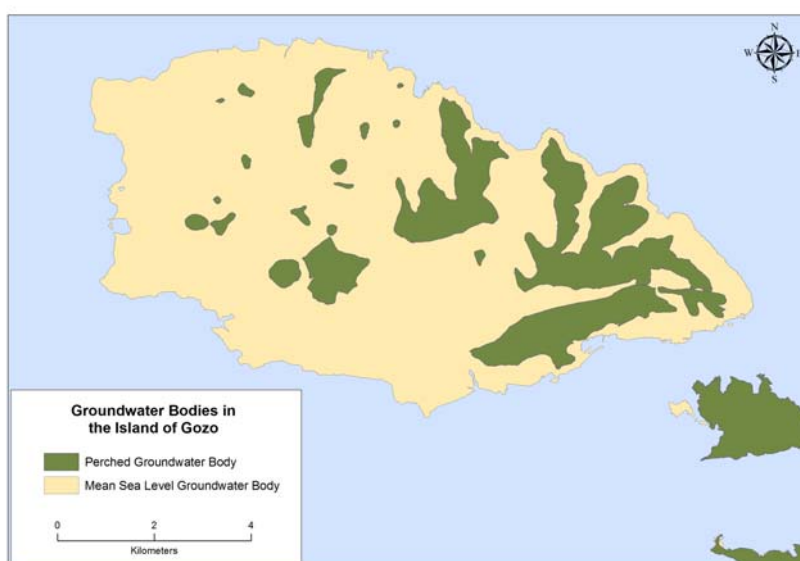 N
W E
S
Groundwater Bodies in
the Island of Gozo
Perched Groundwater Body
Mean Sea Level Groundwater Body
0 2 4
Kilometers